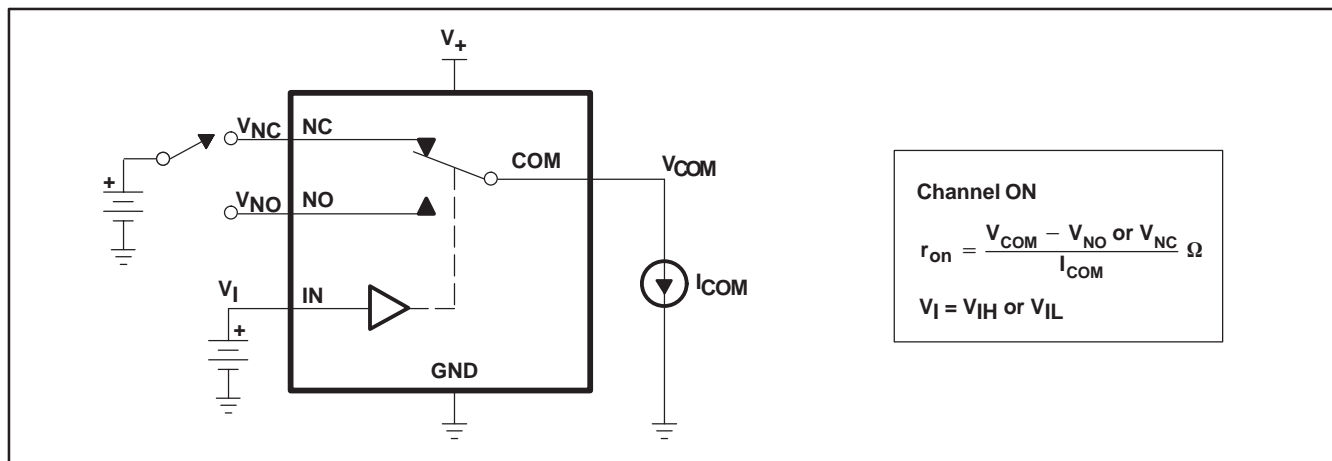 V+
VNC NC
COM VCOM
+
VNO NO
VI IN
ICOM
+
GND
Channel ON
ron = VCOM − VNO or VNC Ω
ICOM
VI = VIH or VIL